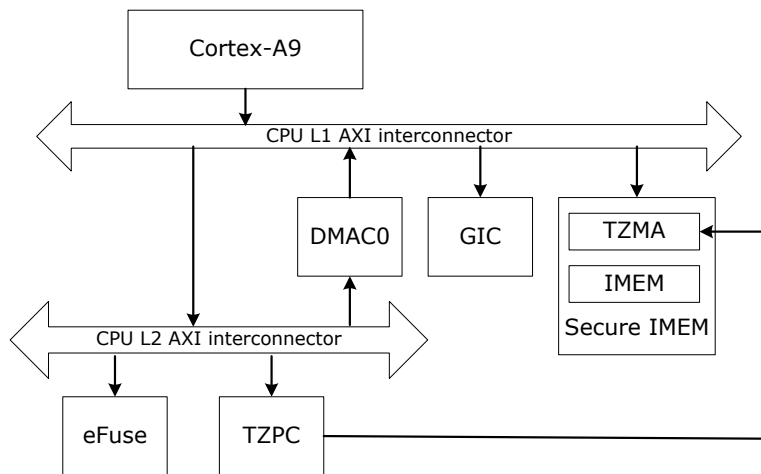 Cortex-A9
CPU L1 AXI interconnector
DMAC0
GIC
TZMA
IMEM
Secure IMEM
CPU L2 AXI interconnector
eFuse
TZPC